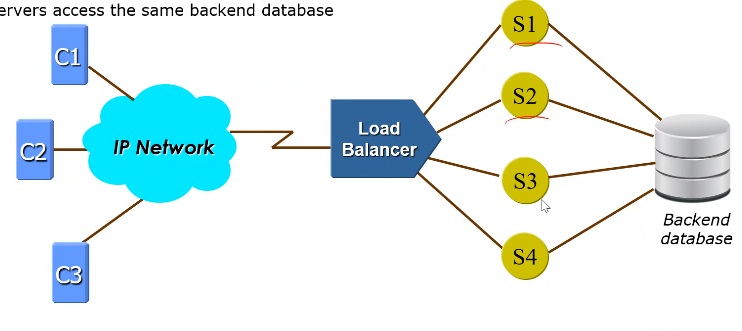 ervers access the same backend database
C1
C2
C3
IP Network
Load
Balancer
S1
S2
S3
S4
Backend
database